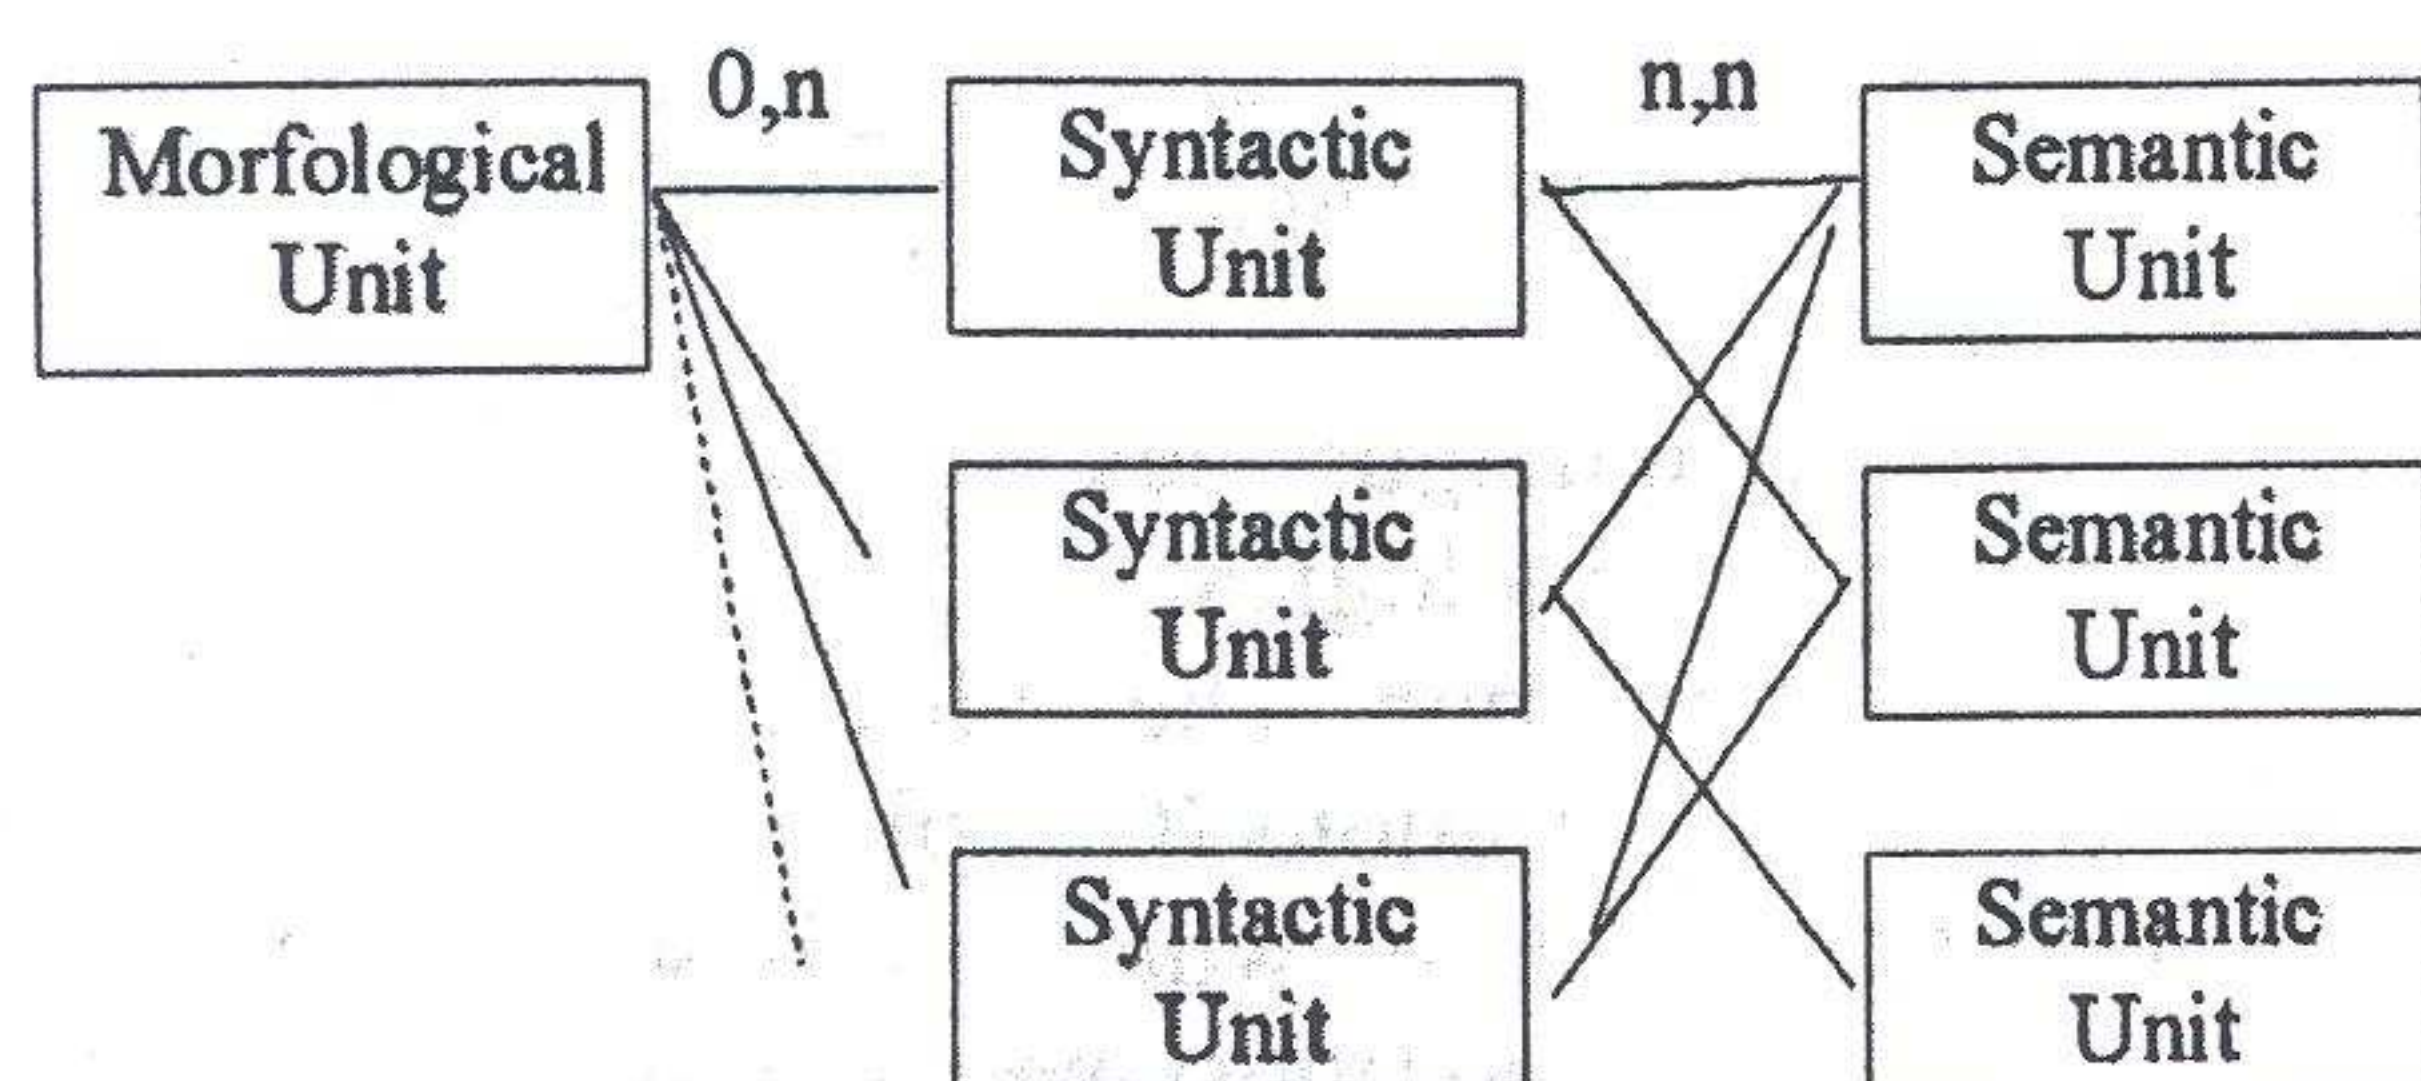 0,n
n,n
Morfological
Unit
Syntactic
Unit
Semantic
Unit
Syntactic
Unit
Semantic
Unit
Syntactic
Unit
Semantic
Unit